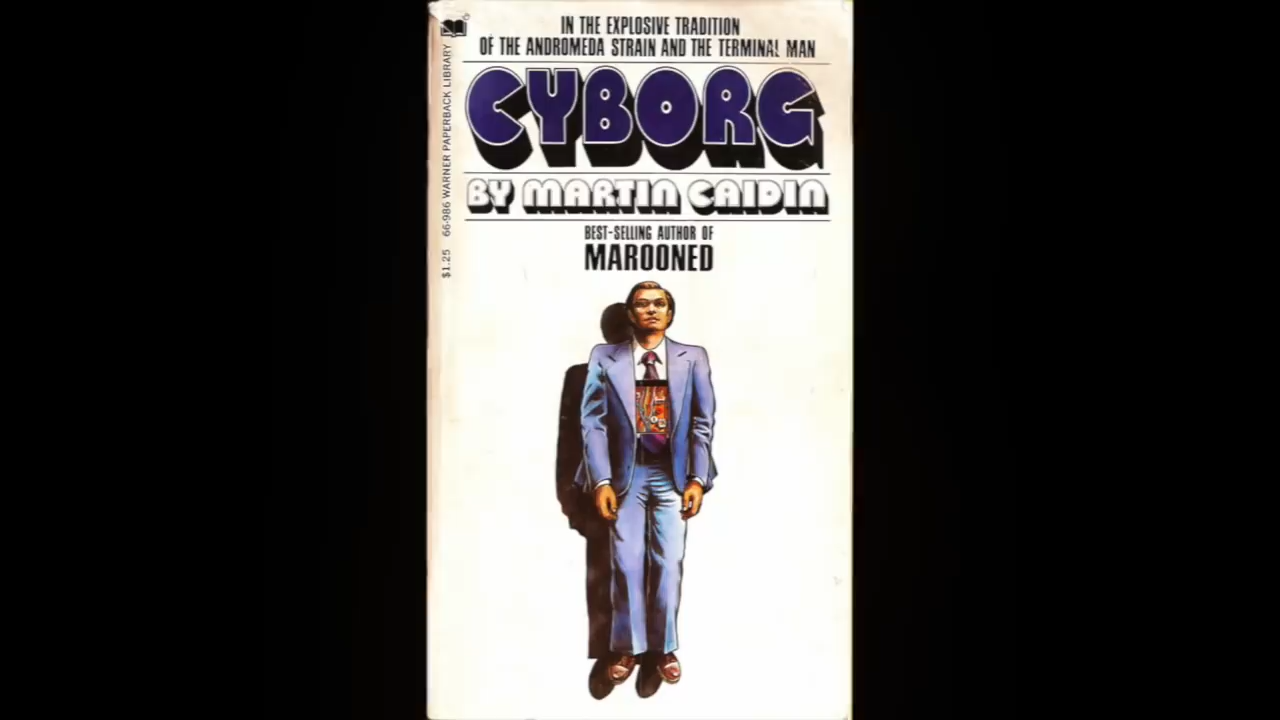 IN THE EXPLOSIVE TRADITION
OF THE ANDROMEDA STRAIN AND THE TERMINAL MAN
CYBORG
BY MARTIN CAIDIN
BEST-SELLING AUTHOR OF
MAROONED
$1.25 66-986 WARNER PAPERBACK LIBRARY